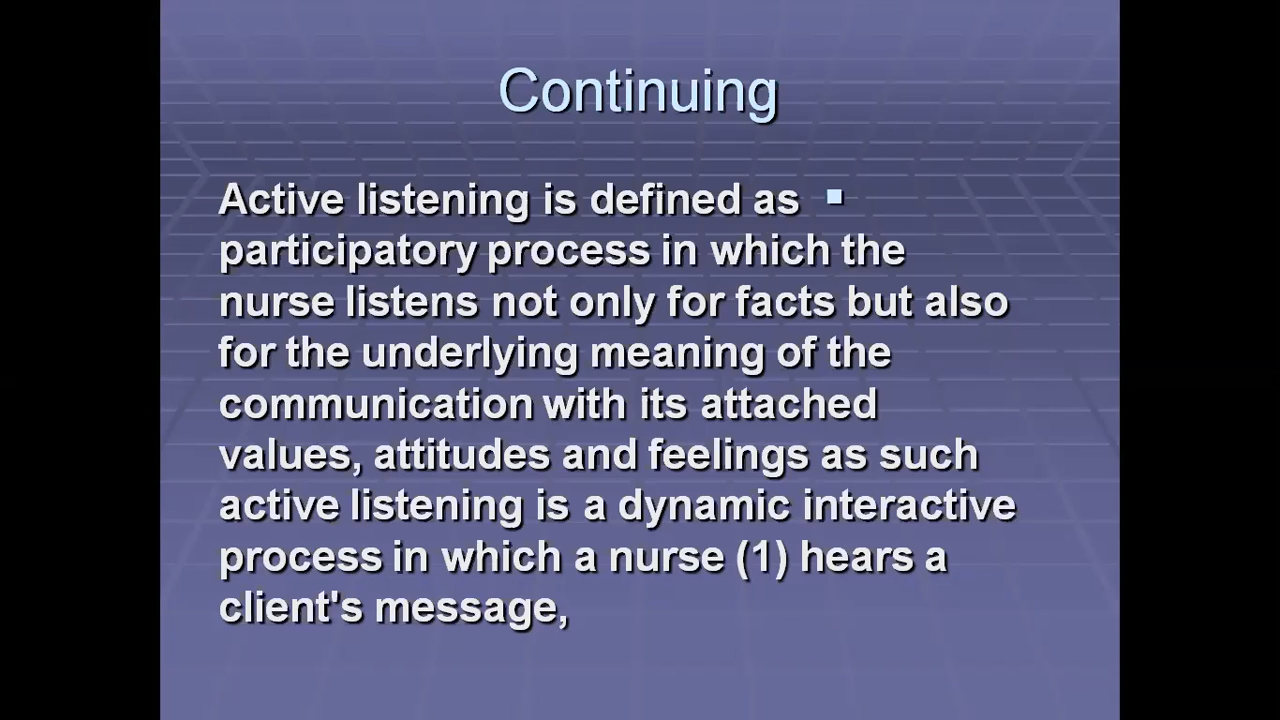 Continuing
Active listening is defined as
participatory process in which the
nurse listens not only for facts but also
for the underlying meaning of the
communication with its attached
values, attitudes and feelings as such
active listening is a dynamic interactive
process in which a nurse (1) hears a
client's message,